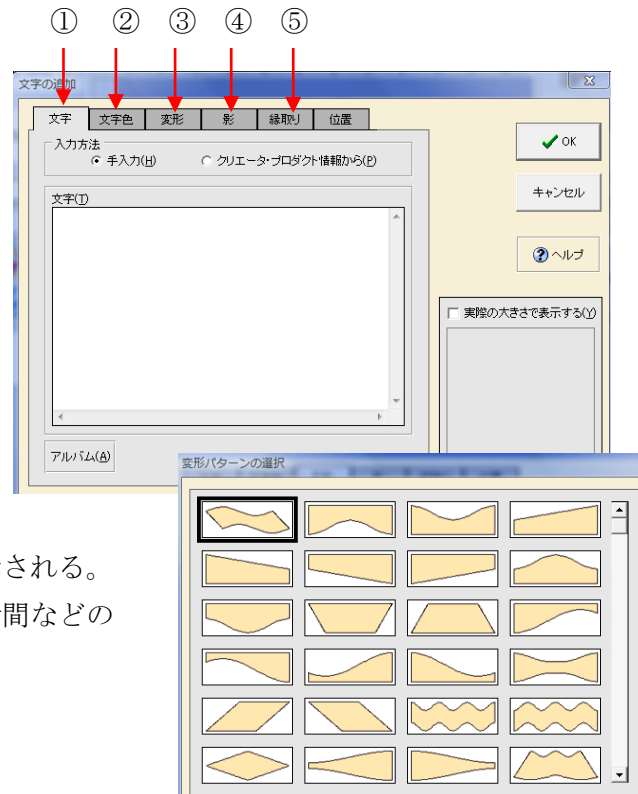 ① ② ③ ④ ⑤
文字の追加
文字 文字色 変形 影 縁取り 位置
入力方法
手入力(H) クリエータ・プロダクト情報から(P)
文字(T)
OK
キャンセル
ヘルプ
実際の大きさで表示する(Y)
アルバム(A)
変形パターンの選択
される。
間などの